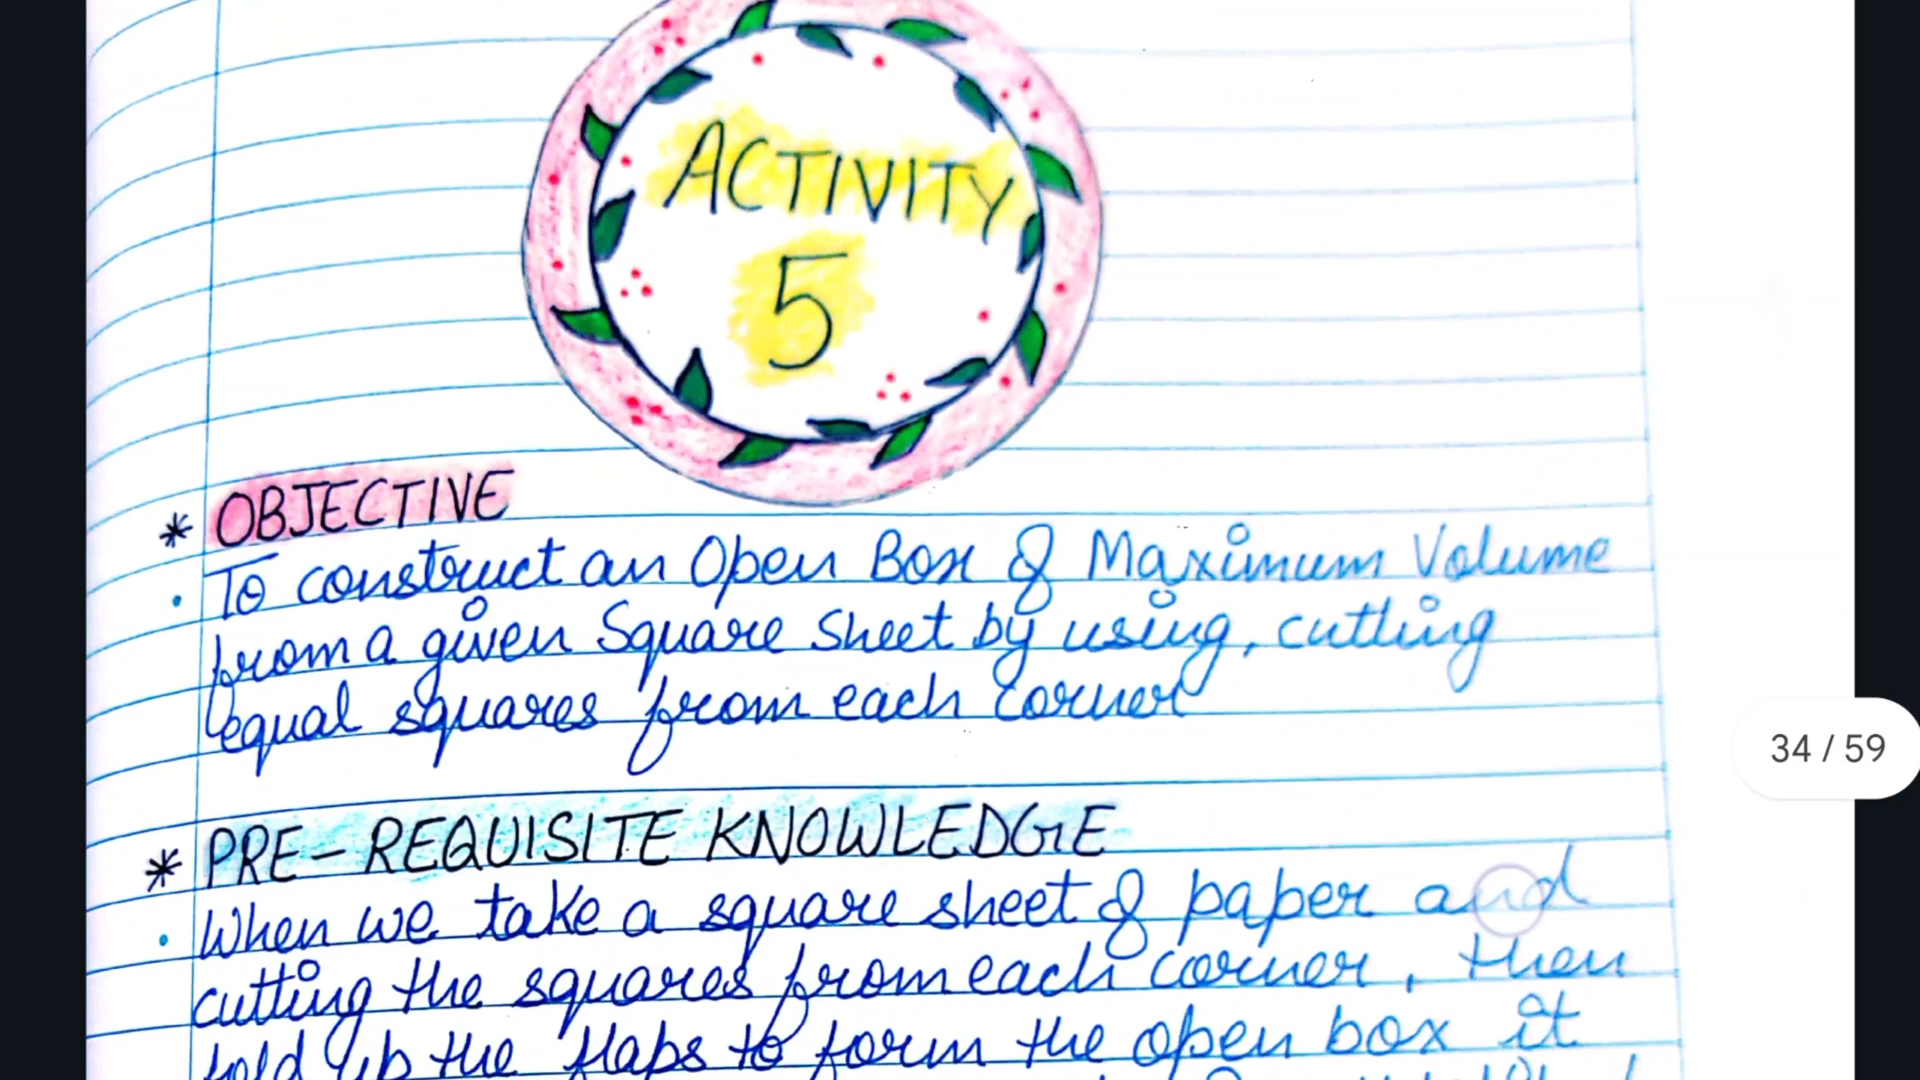 ACTIVITY
5
* OBJECTIVE
· To construct an Open Box of Maximum Volume
from a given Square Sheet by using, cutting
equal squares from each corner
34 / 59
* PRE-REQUISITE KNOWLEDGE
· When we take a square sheet of paper and
cutting the squares from each corner, then
fold up the flaps to form the open box it